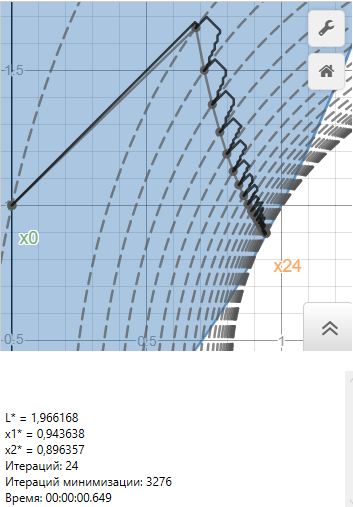 1.5
x0
x24
0.5
0.5
1
L* = 1,966168
x1* = 0,943638
x2* = 0,896357
Итераций: 24
Итераций минимизации: 3276
Время: 00:00:00.649